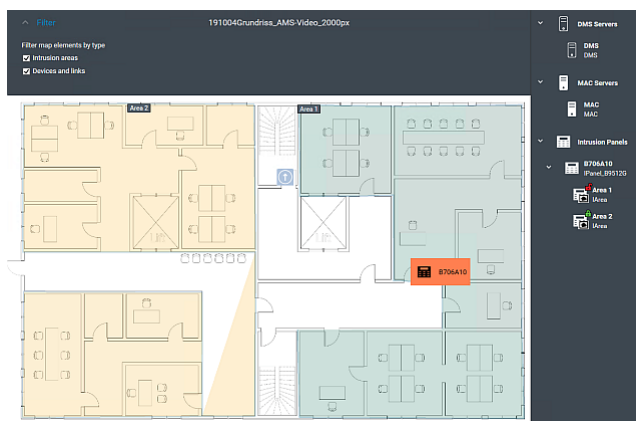 Filter
191004Grundriss_AMS-Video_2000px
Filter map elements by type
Intrusion areas
Devices and links
Area 2
Area 1
B706A10
DMS Servers
DMS
DMS
MAC Servers
MAC
MAC
Intrusion Panels
B706A10
IPanel_B9512G
Area 1
IArea
Area 2
IArea